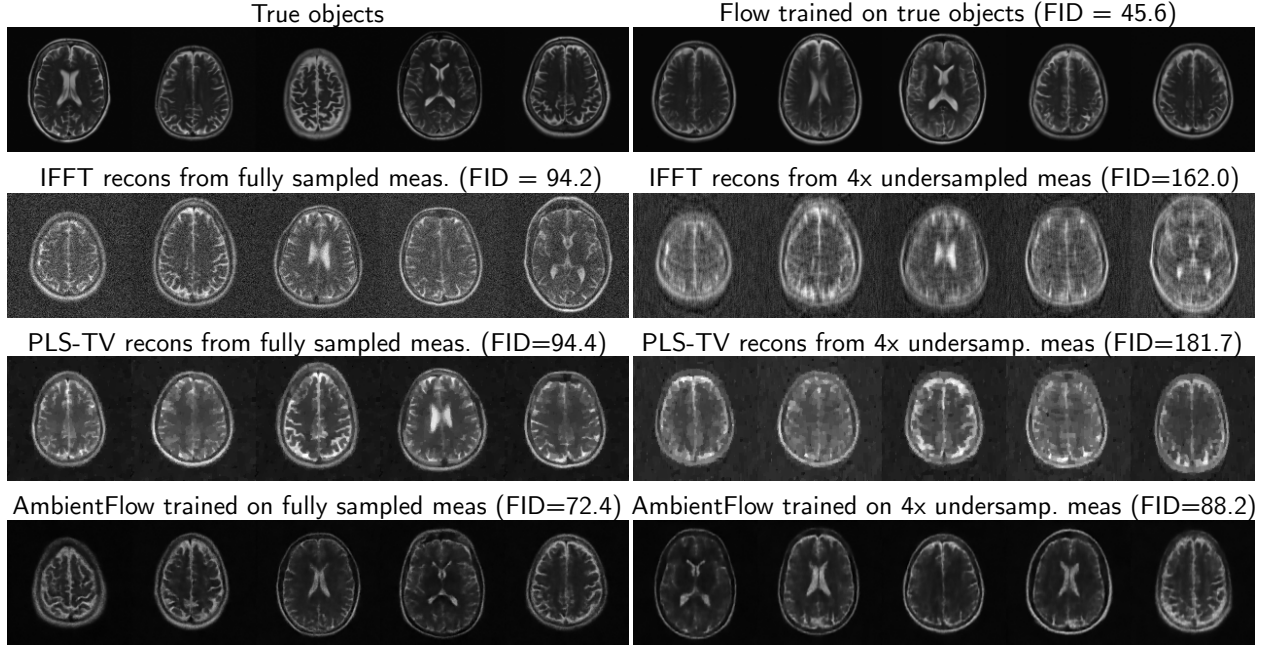 True objects
Flow trained on true objects (FID = 45.6)
IFFT recons from fully sampled meas. (FID = 94.2)
IFFT recons from 4x undersampled meas (FID=162.0)
PLS-TV recons from fully sampled meas. (FID=94.4)
PLS-TV recons from 4x undersamp. meas (FID=181.7)
AmbientFlow trained on fully sampled meas (FID=72.4)
AmbientFlow trained on 4x undersamp. meas (FID=88.2)